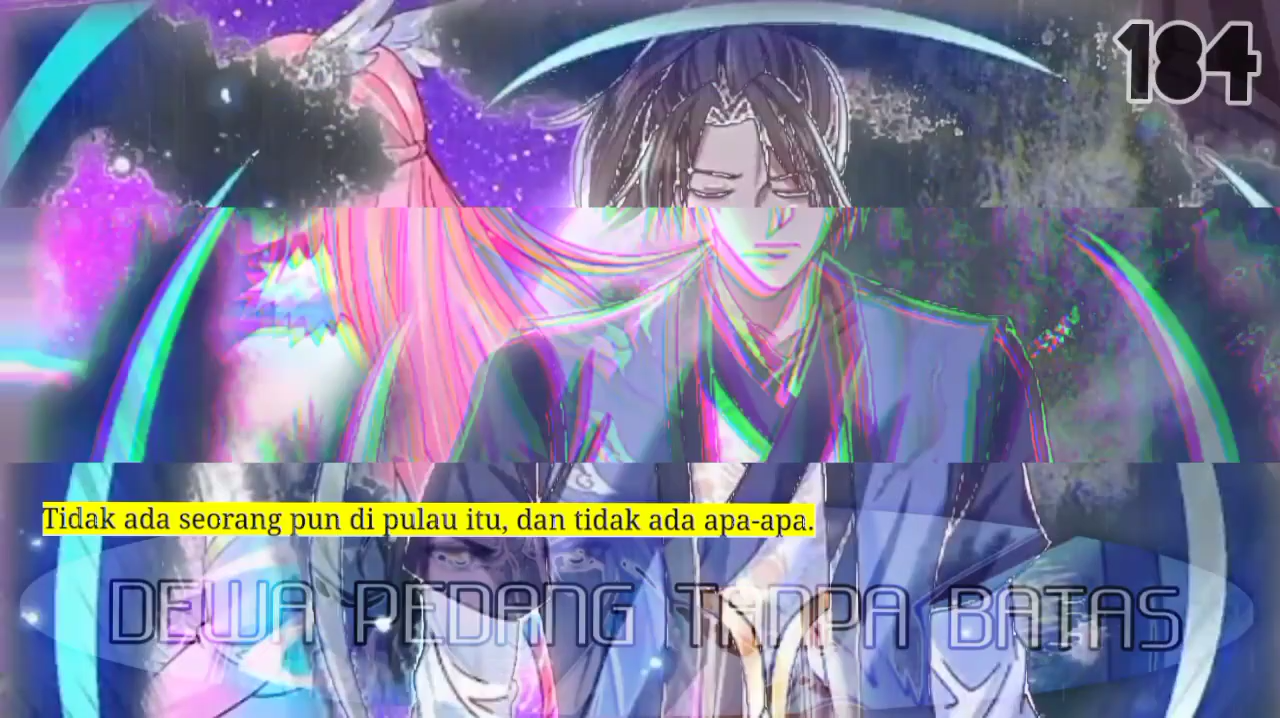 184
Tidak ada seorang pun di pulau itu, dan tidak ada apa-apa.
DEWA PEDANG TANPA BATAS